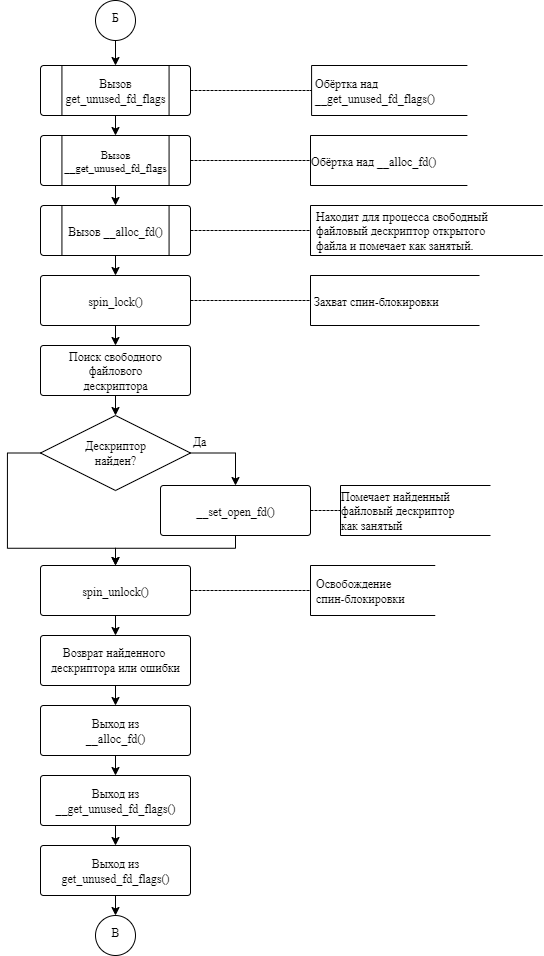 Б
Вызов
get_unused_fd_flags
Обёртка над
__get_unused_fd_flags()
Вызов
__get_unused_fd_flags
Обёртка над __alloc_fd()
Вызов __alloc_fd()
Находит для процесса свободный
файловый дескриптор открытого
файла и помечает как занятый.
spin_lock()
Захват спин-блокировки
Поиск свободного
файлового
дескриптора
Дескриптор
найден?
Да
__set_open_fd()
Помечает найденный
файловый дескриптор
как занятый
spin_unlock()
Освобождение
спин-блокировки
Возврат найденного
дескриптора или ошибки
Выход из
__alloc_fd()
Выход из
__get_unused_fd_flags()
Выход из
get_unused_fd_flags()
В